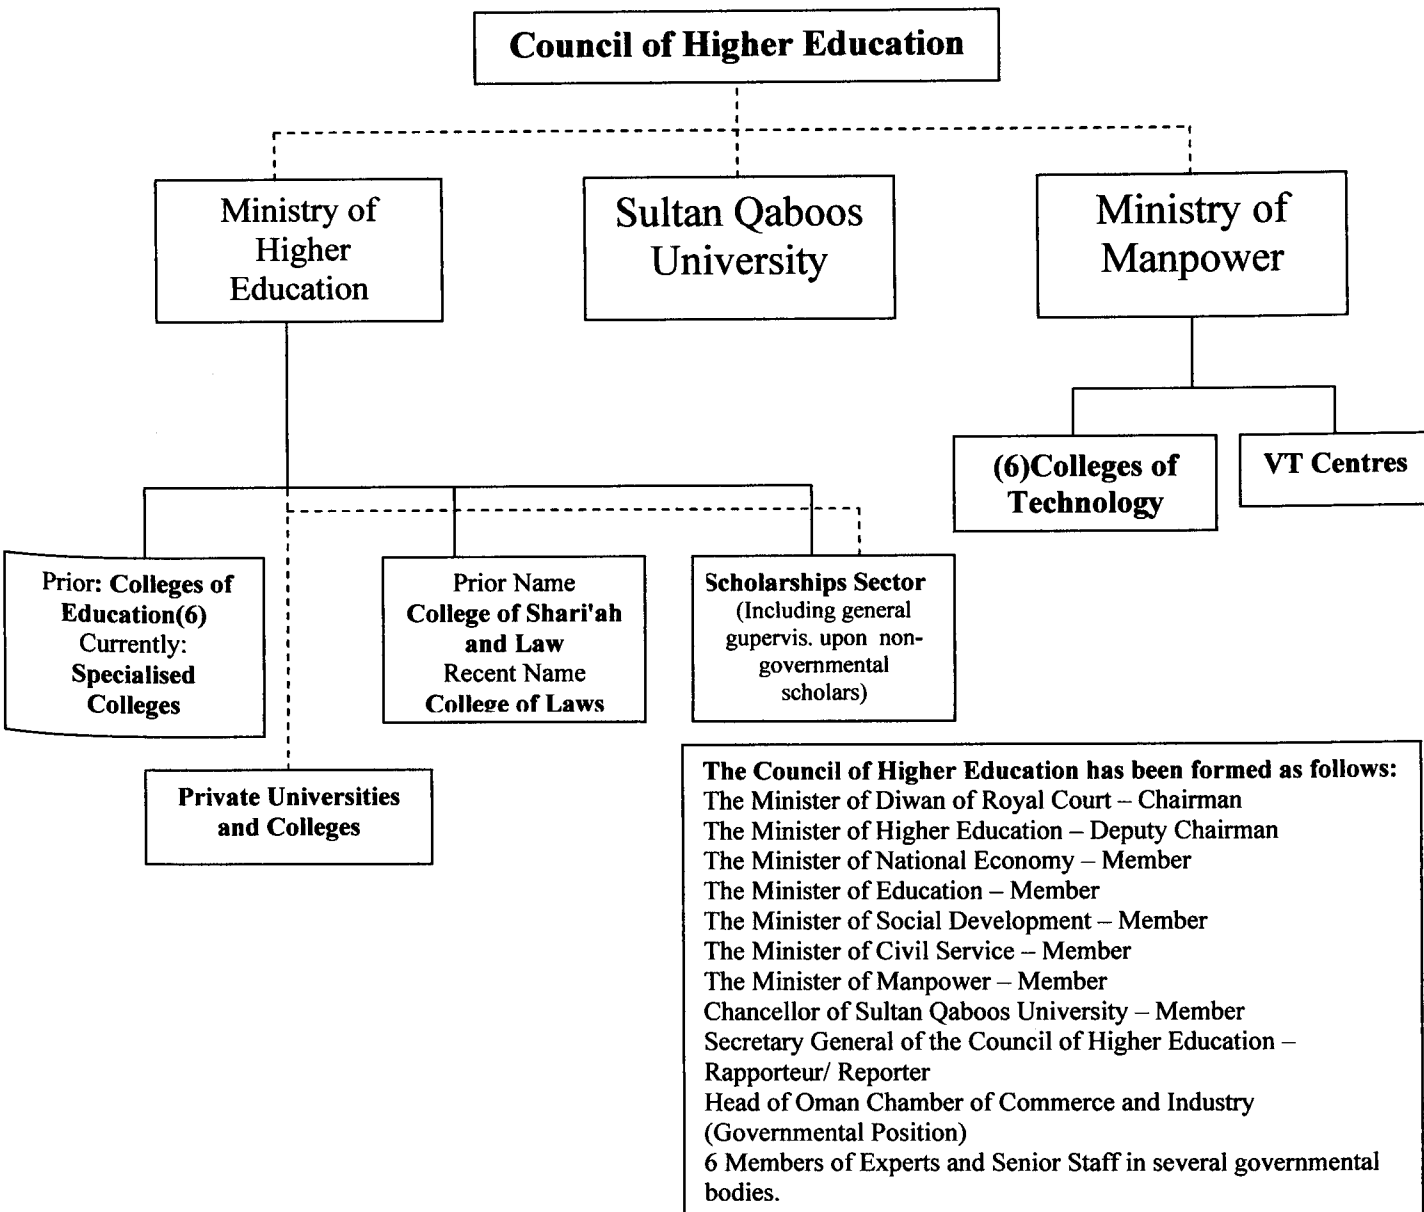 Council of Higher Education
Ministry of
Higher
Education
Sultan Qaboos
University
Ministry of
Manpower
(6)Colleges of
Technology
VT Centres
Prior: Colleges of
Education(6)
Currently:
Specialised
Colleges
Prior Name
College of Shari'ah
and Law
Recent Name
College of Laws
Scholarships Sector
(Including general
gupervis. upon non-
governmental
scholars)
Private Universities
and Colleges
The Council of Higher Education has been formed as follows:
The Minister of Diwan of Royal Court – Chairman
The Minister of Higher Education – Deputy Chairman
The Minister of National Economy – Member
The Minister of Education – Member
The Minister of Social Development – Member
The Minister of Civil Service – Member
The Minister of Manpower – Member
Chancellor of Sultan Qaboos University – Member
Secretary General of the Council of Higher Education –
Rapporteur/ Reporter
Head of Oman Chamber of Commerce and Industry
(Governmental Position)
6 Members of Experts and Senior Staff in several governmental
bodies.